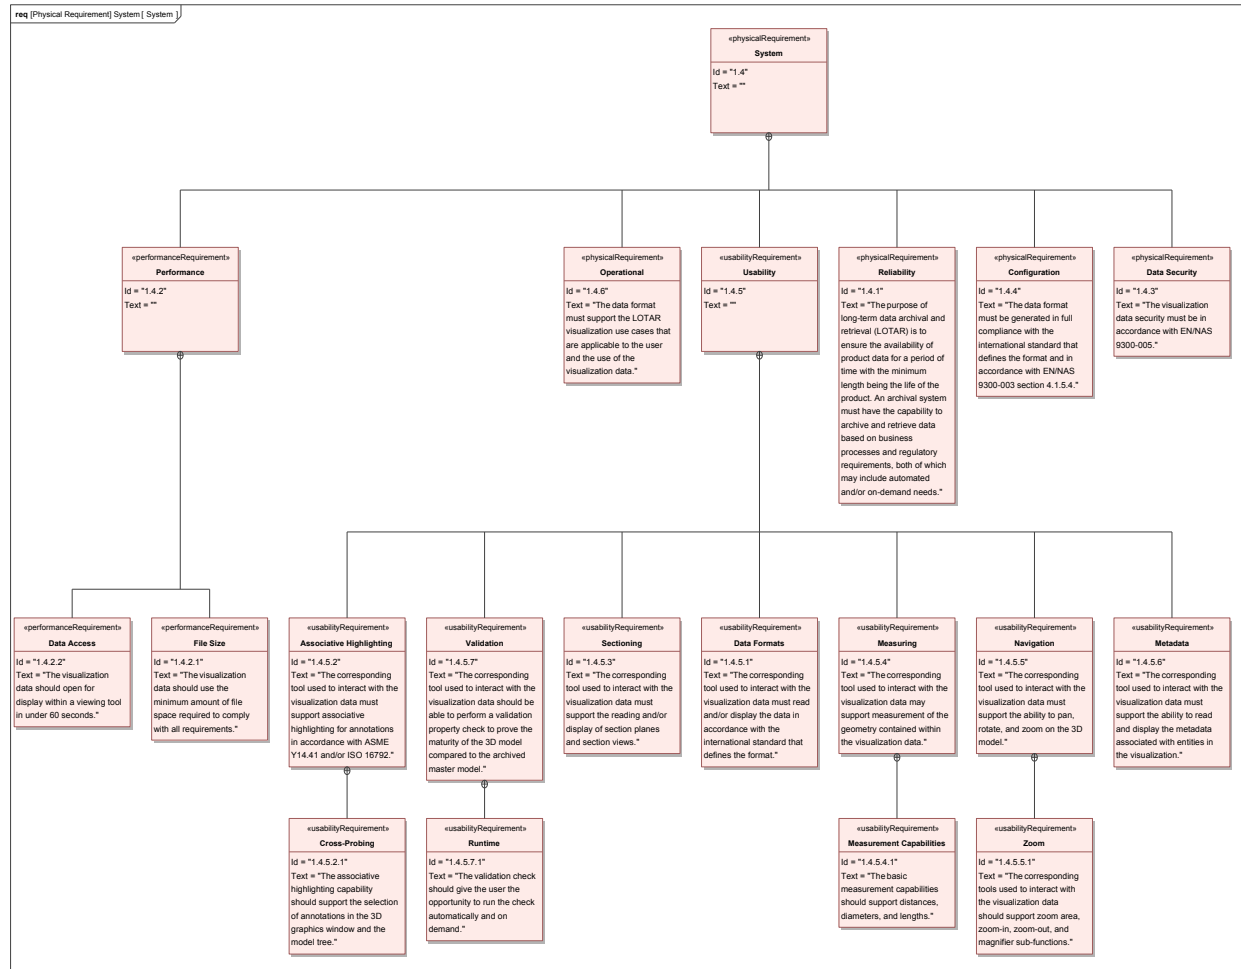 req [Physical Requirement] System [ System ]
«physicalRequirement»
System
Id = "1.4"
Text = ""
«performanceRequirement»
Performance
Id = "1.4.2"
Text = ""
«physicalRequirement»
Operational
Id = "1.4.6"
Text = "The data format
must support the LOTAR
visualization use cases that
are applicable to the user
and the use of the
visualization data."
«usabilityRequirement»
Usability
Id = "1.4.5"
Text = ""
«physicalRequirement»
Reliability
Id = "1.4.1"
Text = "The purpose of
long-term data archival and
retrieval (LOTAR) is to
ensure the availability of
product data for a period of
time with the minimum
length being the life of the
product. An archival system
must have the capability to
archive and retrieve data
based on business
processes and regulatory
requirements, both of which
may include automated
and/or on-demand needs."
«physicalRequirement»
Configuration
Id = "1.4.4"
Text = "The data format
must be generated in full
compliance with the
international standard that
defines the format and in
accordance with EN/NAS
9300-003 section 4.1.5.4."
«physicalRequirement»
Data Security
Id = "1.4.3"
Text = "The visualization
data security must be in
accordance with EN/NAS
9300-005."
«performanceRequirement»
Data Access
Id = "1.4.2.2"
Text = "The visualization
data should open for
display within a viewing tool
in under 60 seconds."
«performanceRequirement»
File Size
Id = "1.4.2.1"
Text = "The visualization
data should use the
minimum amount of file
space required to comply
with all requirements."
«usabilityRequirement»
Associative Highlighting
Id = "1.4.5.2"
Text = "The corresponding
tool used to interact with the
visualization data must
support associative
highlighting for annotations
in accordance with ASME
Y14.41 and/or ISO 16792."
«usabilityRequirement»
Validation
Id = "1.4.5.7"
Text = "The corresponding
tool used to interact with the
visualization data should be
able to perform a validation
property check to prove the
maturity of the 3D model
compared to the archived
master model."
«usabilityRequirement»
Sectioning
Id = "1.4.5.3"
Text = "The corresponding
tool used to interact with the
visualization data must
support the reading and/or
display of section planes
and section views."
«usabilityRequirement»
Data Formats
Id = "1.4.5.1"
Text = "The corresponding
tool used to interact with the
visualization data must read
and/or display the data in
accordance with the
international standard that
defines the format."
«usabilityRequirement»
Measuring
Id = "1.4.5.4"
Text = "The corresponding
tool used to interact with the
visualization data may
support measurement of the
geometry contained within
the visualization data."
«usabilityRequirement»
Navigation
Id = "1.4.5.5"
Text = "The corresponding
tool used to interact with the
visualization data must
support the ability to pan,
rotate, and zoom on the 3D
model."
«usabilityRequirement»
Metadata
Id = "1.4.5.6"
Text = "The corresponding
tool used to interact with the
visualization data must
support the ability to read
and display the metadata
associated with entities in
the visualization."
«usabilityRequirement»
Cross-Probing
Id = "1.4.5.2.1"
Text = "The associative
highlighting capability
should support the selection
of annotations in the 3D
graphics window and the
model tree."
«usabilityRequirement»
Runtime
Id = "1.4.5.7.1"
Text = "The validation check
should give the user the
opportunity to run the check
automatically and on
demand."
«usabilityRequirement»
Measurement Capabilities
Id = "1.4.5.4.1"
Text = "The basic
measurement capabilities
should support distances,
diameters, and lengths."
«usabilityRequirement»
Zoom
Id = "1.4.5.5.1"
Text = "The corresponding
tools used to interact with
the visualization data
should support zoom area,
zoom-in, zoom-out, and
magnifier sub-functions."